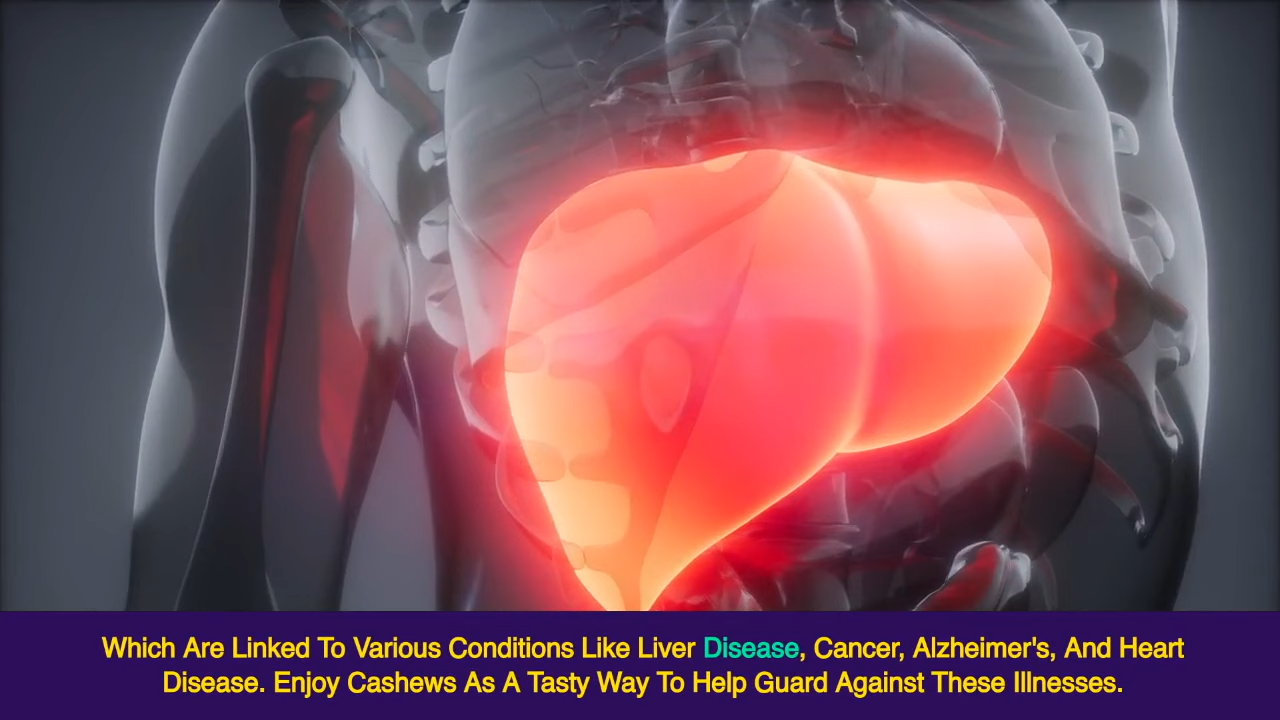 Which Are Linked To Various Conditions Like Liver Disease, Cancer, Alzheimer's, And Heart
Disease. Enjoy Cashews As A Tasty Way To Help Guard Against These Illnesses.